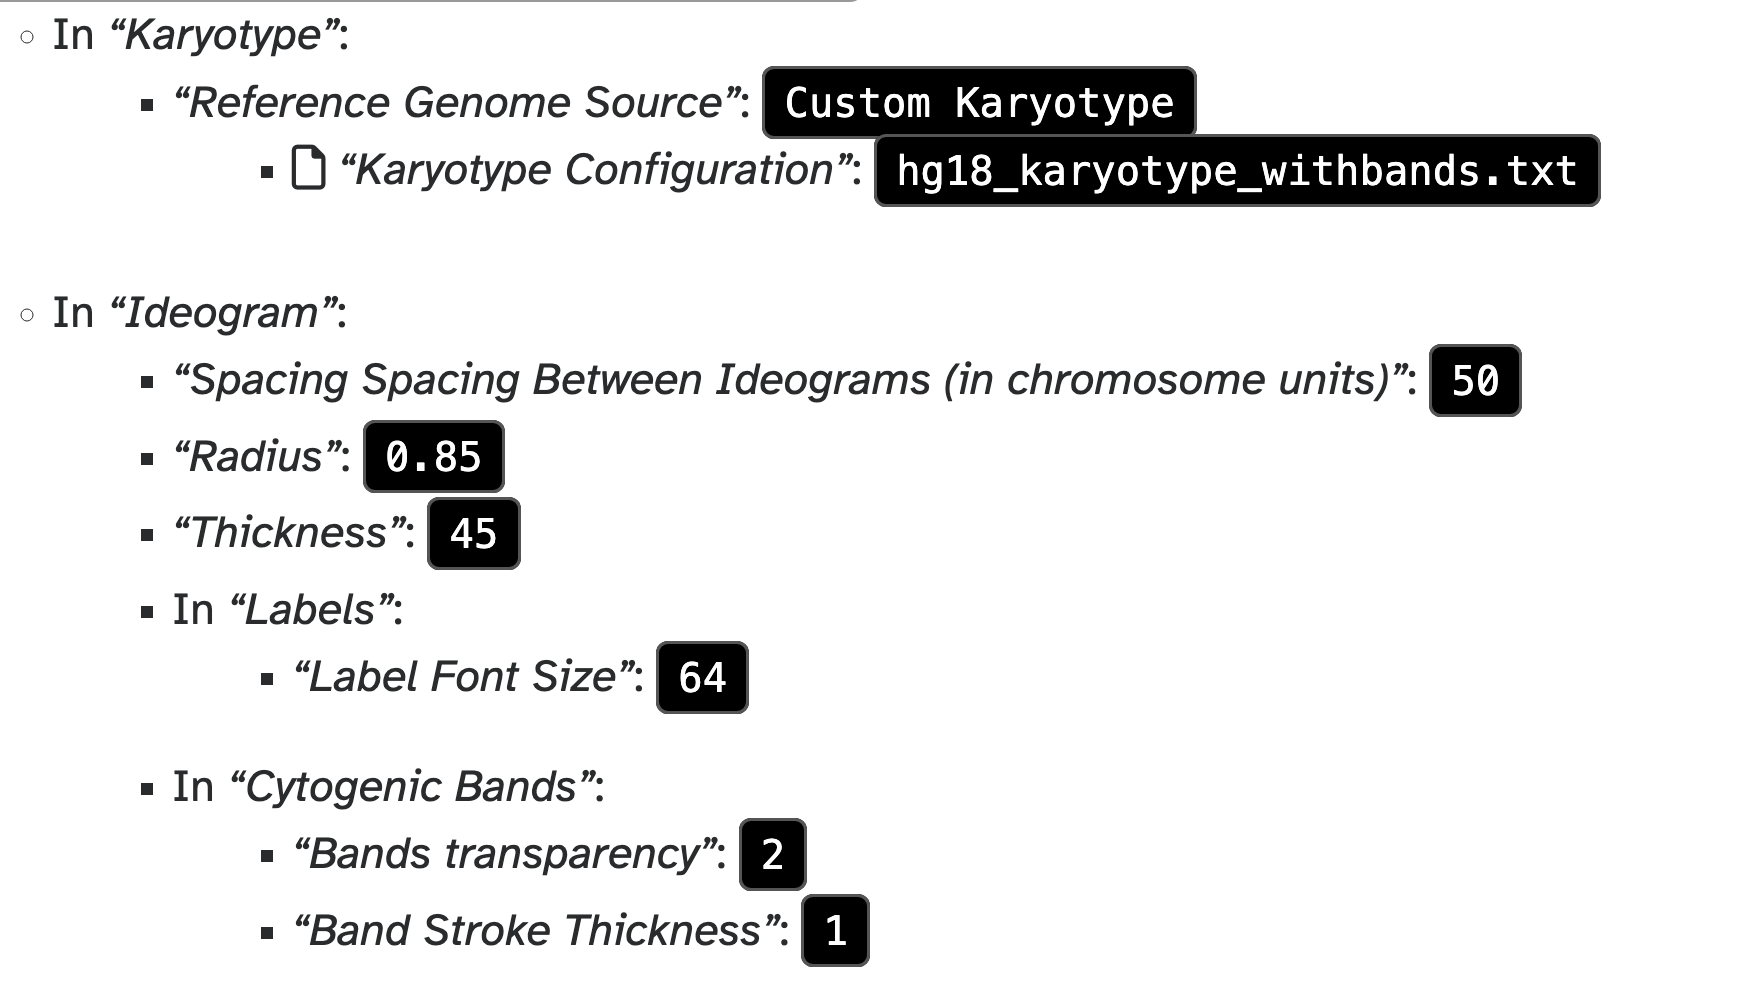 In “Karyotype”:
“Reference Genome Source”: Custom Karyotype
“Karyotype Configuration”: hg18_karyotype_withbands.txt
In “Ideogram”:
“Spacing Spacing Between Ideograms (in chromosome units)”: 50
“Radius”: 0.85
“Thickness”: 45
In “Labels”:
“Label Font Size”: 64
In “Cytogenic Bands”:
“Bands transparency”: 2
“Band Stroke Thickness”: 1